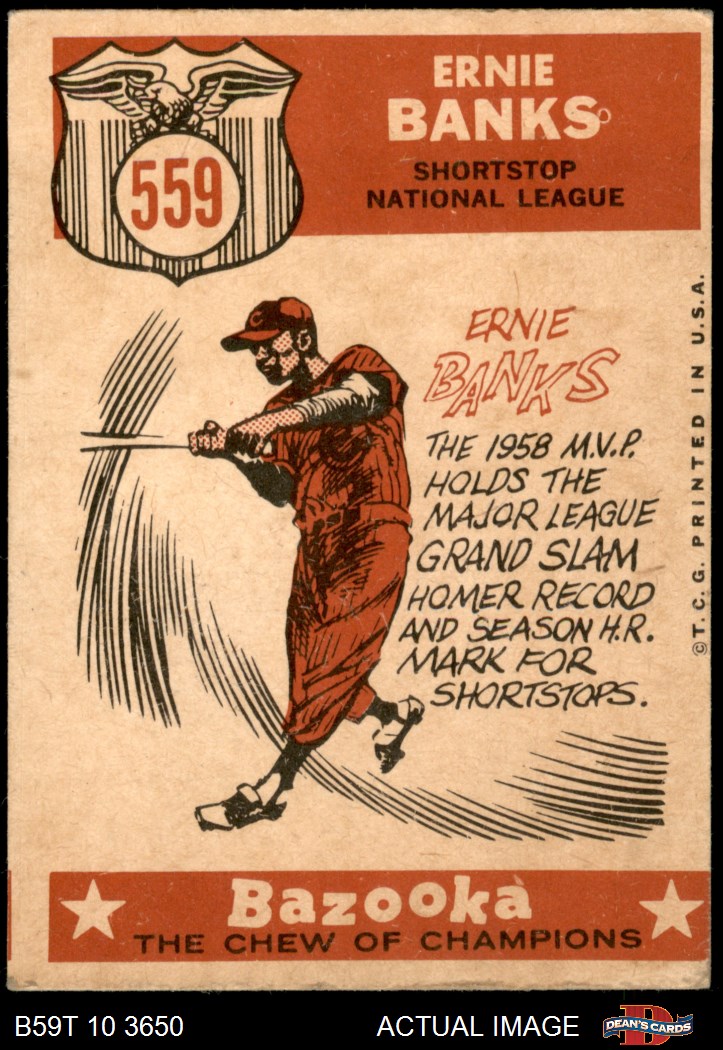 559
ERNIE
BANKS
SHORTSTOP
NATIONAL LEAGUE
ERNIE
BANKS
THE 1958 M.V.P.
HOLDS THE
MAJOR LEAGUE
GRAND SLAM
HOMER RECORD
AND SEASON H.R.
MARK FOR
SHORTSTOPS.
C
© T.C.G. PRINTED IN U.S.A.
Bazooka
THE CHEW OF CHAMPIONS
B59T 10 3650
ACTUAL IMAGE
D
DEAN'S CARDS